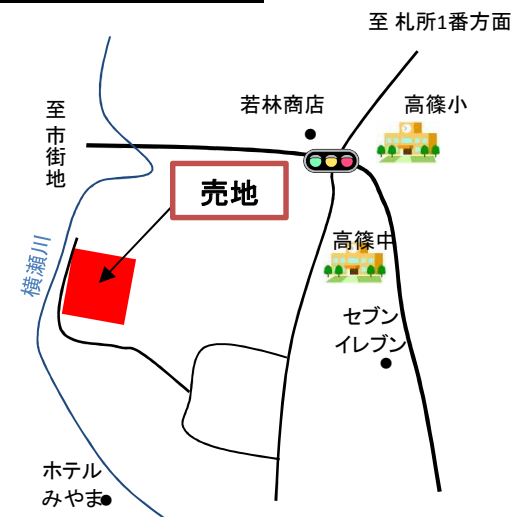 至 札所1番方面
若林商店
高篠小
至
市
街
地
売地
高篠中
横瀬川
セブン
イレブン
ホテル
みやま